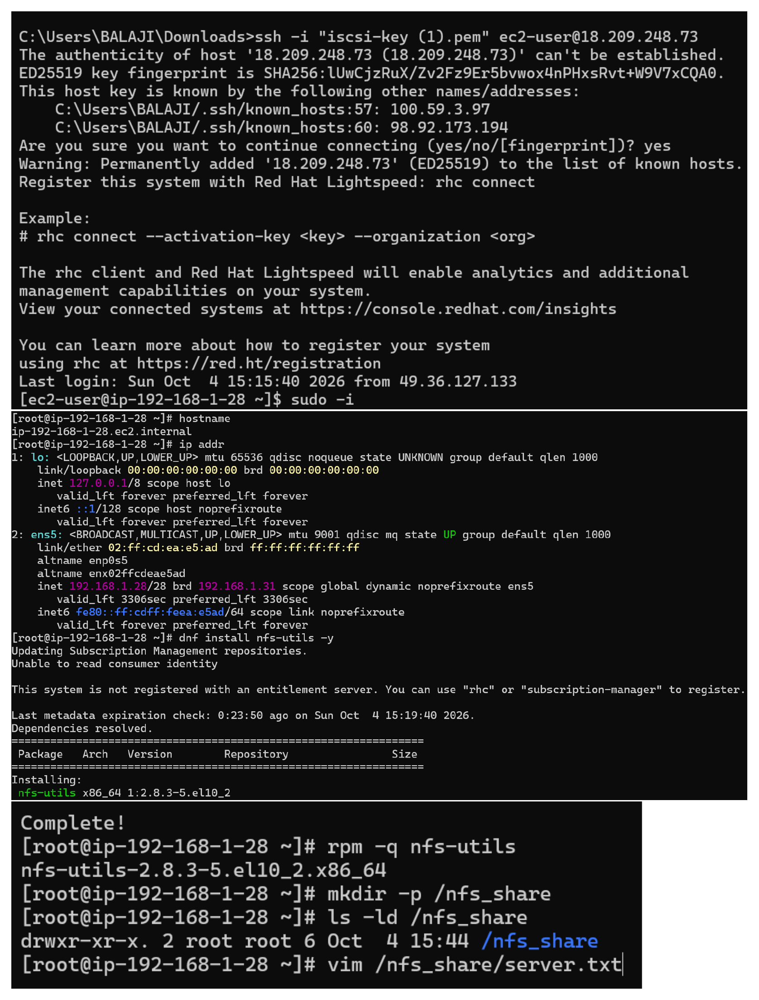 C:\Users\BALAJI\Downloads>ssh -i "iscsi-key (1).pem" ec2-user@18.209.248.73
The authenticity of host '18.209.248.73 (18.209.248.73)' can't be established.
ED25519 key fingerprint is SHA256:lUwCjzRuX/Zv2Fz9Er5bvwox4nPHxsRvt+W9V7xCQA0.
This host key is known by the following other names/addresses:
    C:\Users\BALAJI/.ssh/known_hosts:57: 100.59.3.97
    C:\Users\BALAJI/.ssh/known_hosts:60: 98.92.173.194
Are you sure you want to continue connecting (yes/no/[fingerprint])? yes
Warning: Permanently added '18.209.248.73' (ED25519) to the list of known hosts.
Register this system with Red Hat Lightspeed: rhc connect
Example:
# rhc connect --activation-key <key> --organization <org>
The rhc client and Red Hat Lightspeed will enable analytics and additional
management capabilities on your system.
View your connected systems at https://console.redhat.com/insights
You can learn more about how to register your system
using rhc at https://red.ht/registration
Last login: Sun Oct  4 15:15:40 2026 from 49.36.127.133
[ec2-user@ip-192-168-1-28 ~]$ sudo -i
[root@ip-192-168-1-28 ~]# hostname
ip-192-168-1-28.ec2.internal
[root@ip-192-168-1-28 ~]# ip addr
1: lo: <LOOPBACK,UP,LOWER_UP> mtu 65536 qdisc noqueue state UNKNOWN group default qlen 1000
    link/loopback 00:00:00:00:00:00 brd 00:00:00:00:00:00
    inet 127.0.0.1/8 scope host lo
       valid_lft forever preferred_lft forever
    inet6 ::1/128 scope host noprefixroute
       valid_lft forever preferred_lft forever
2: ens5: <BROADCAST,MULTICAST,UP,LOWER_UP> mtu 9001 qdisc mq state UP group default qlen 1000
    link/ether 02:ff:cd:ea:e5:ad brd ff:ff:ff:ff:ff:ff
    altname enp0s5
    altname enx02ffcdeae5ad
    inet 192.168.1.28/28 brd 192.168.1.31 scope global dynamic noprefixroute ens5
       valid_lft 3306sec preferred_lft 3306sec
    inet6 fe80::ff:cdff:feea:e5ad/64 scope link noprefixroute
       valid_lft forever preferred_lft forever
[root@ip-192-168-1-28 ~]# dnf install nfs-utils -y
Updating Subscription Management repositories.
Unable to read consumer identity
This system is not registered with an entitlement server. You can use "rhc" or "subscription-manager" to register.
Last metadata expiration check: 0:23:50 ago on Sun Oct  4 15:19:40 2026.
Dependencies resolved.
================================================================
 Package   Arch   Version        Repository                Size
================================================================
Installing:
 nfs-utils x86_64 1:2.8.3-5.el10_2
Complete!
[root@ip-192-168-1-28 ~]# rpm -q nfs-utils
nfs-utils-2.8.3-5.el10_2.x86_64
[root@ip-192-168-1-28 ~]# mkdir -p /nfs_share
[root@ip-192-168-1-28 ~]# ls -ld /nfs_share
drwxr-xr-x. 2 root root 6 Oct  4 15:44 /nfs_share
[root@ip-192-168-1-28 ~]# vim /nfs_share/server.txt